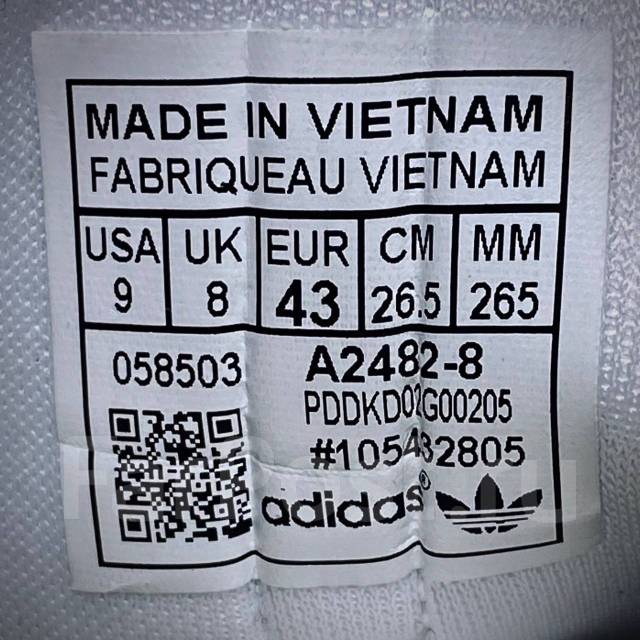 MADE IN VIETNAM
FABRIQUEAU VIETNAM
USA UK EUR CM MM
9 8 43 26.5 265
058503 A2482-8
PDDKD02G00205
#105432805
adidas®